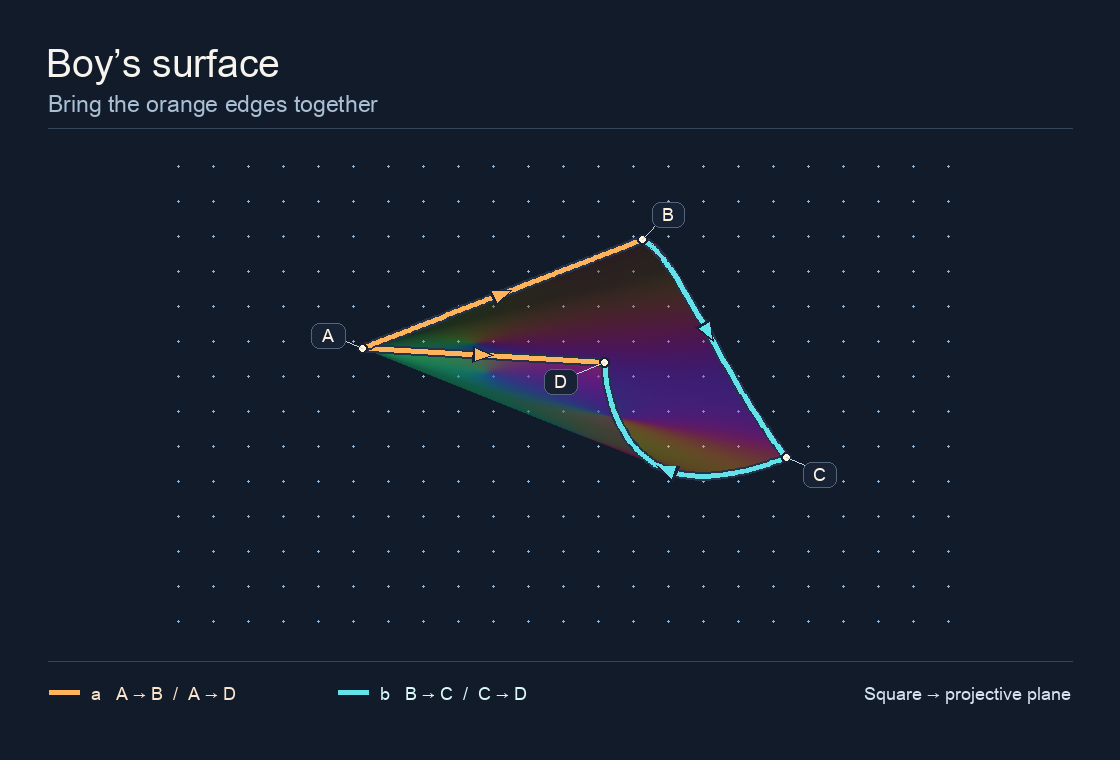 Boy’s surface
Bring the orange edges together
B
A
D
C
a A→B / A→D
b B→C / C→D
Square→projective plane